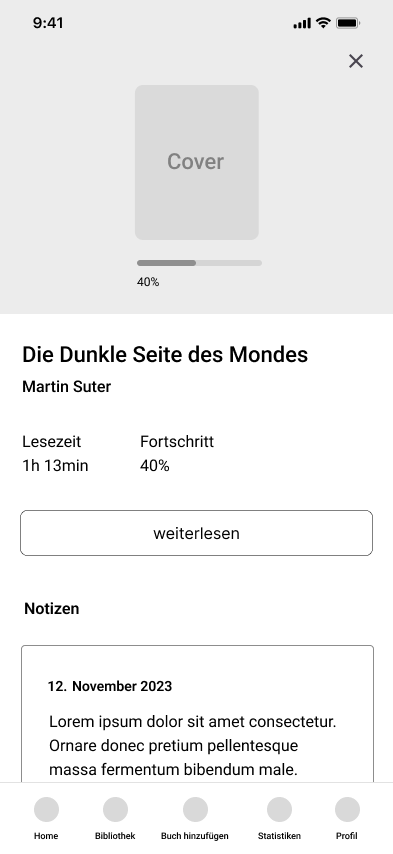 9:41
Cover
40%
Die Dunkle Seite des Mondes
Martin Suter
Lesezeit Fortschritt
1h 13min 40%
weiterlesen
Notizen
12. November 2023
Lorem ipsum dolor sit amet consectetur.
Ornare donec pretium pellentesque
massa fermentum bibendum male.
Home Bibliothek Buch hinzufügen Statistiken Profil